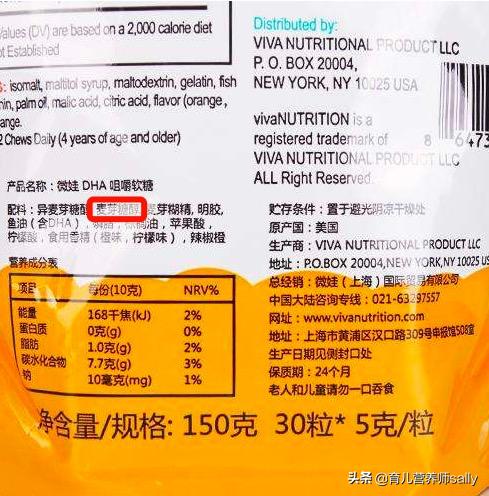 Values (DV) are based on a 2,000 calorie diet
ot Established
s: isomalt, maltitol syrup, maltodextrin, gelatin, fish
hin, palm oil, malic acid, citric acid, flavor (orange,
ange.
2 Chews Daily (4 years of age and older)
Distributed by:
VIVA NUTRITIONAL PRODUCT LLC
P. O. BOX 20004,
NEW YORK, NY 10025 USA
vivaNUTRITION is a
registered trademark of
VIVA NUTRITIONAL PRODUCT LLC
ALL Right Reserved.
8 6473
产品名称：微娃 DHA 咀嚼软糖
配料：异麦芽糖醇，麦芽糖醇，麦芽糊精，明胶，
鱼油（含DHA），磷脂，棕榈油，苹果酸，
柠檬酸，食用香精（橙味，柠檬味），辣椒橙
营养成分表
项目 每份(10克) NRV%
能量 168千焦(kJ) 2%
蛋白质 0克(g) 0%
脂肪 1.0克(g) 2%
碳水化合物 7.7克(g) 3%
钠 10毫克(mg) 1%
贮存条件：置于避光阴凉干燥处
原产国：美国
生产商：VIVA NUTRITIONAL PRODUCT
地址：P.O.BOX 20004,NEW YORK,NY10025 US
总经销：微娃（上海）国际贸易有限公司
中国大陆咨询专线：021-63297557
网址：www.vivanutrition.com
地址：上海市黄浦区汉口路309号申报馆508室
生产日期见侧封口处
保质期：24个月
老人和儿童请勿一口吞食
净含量/规格：150克 30粒* 5克/粒
头条 @育儿营养师sally